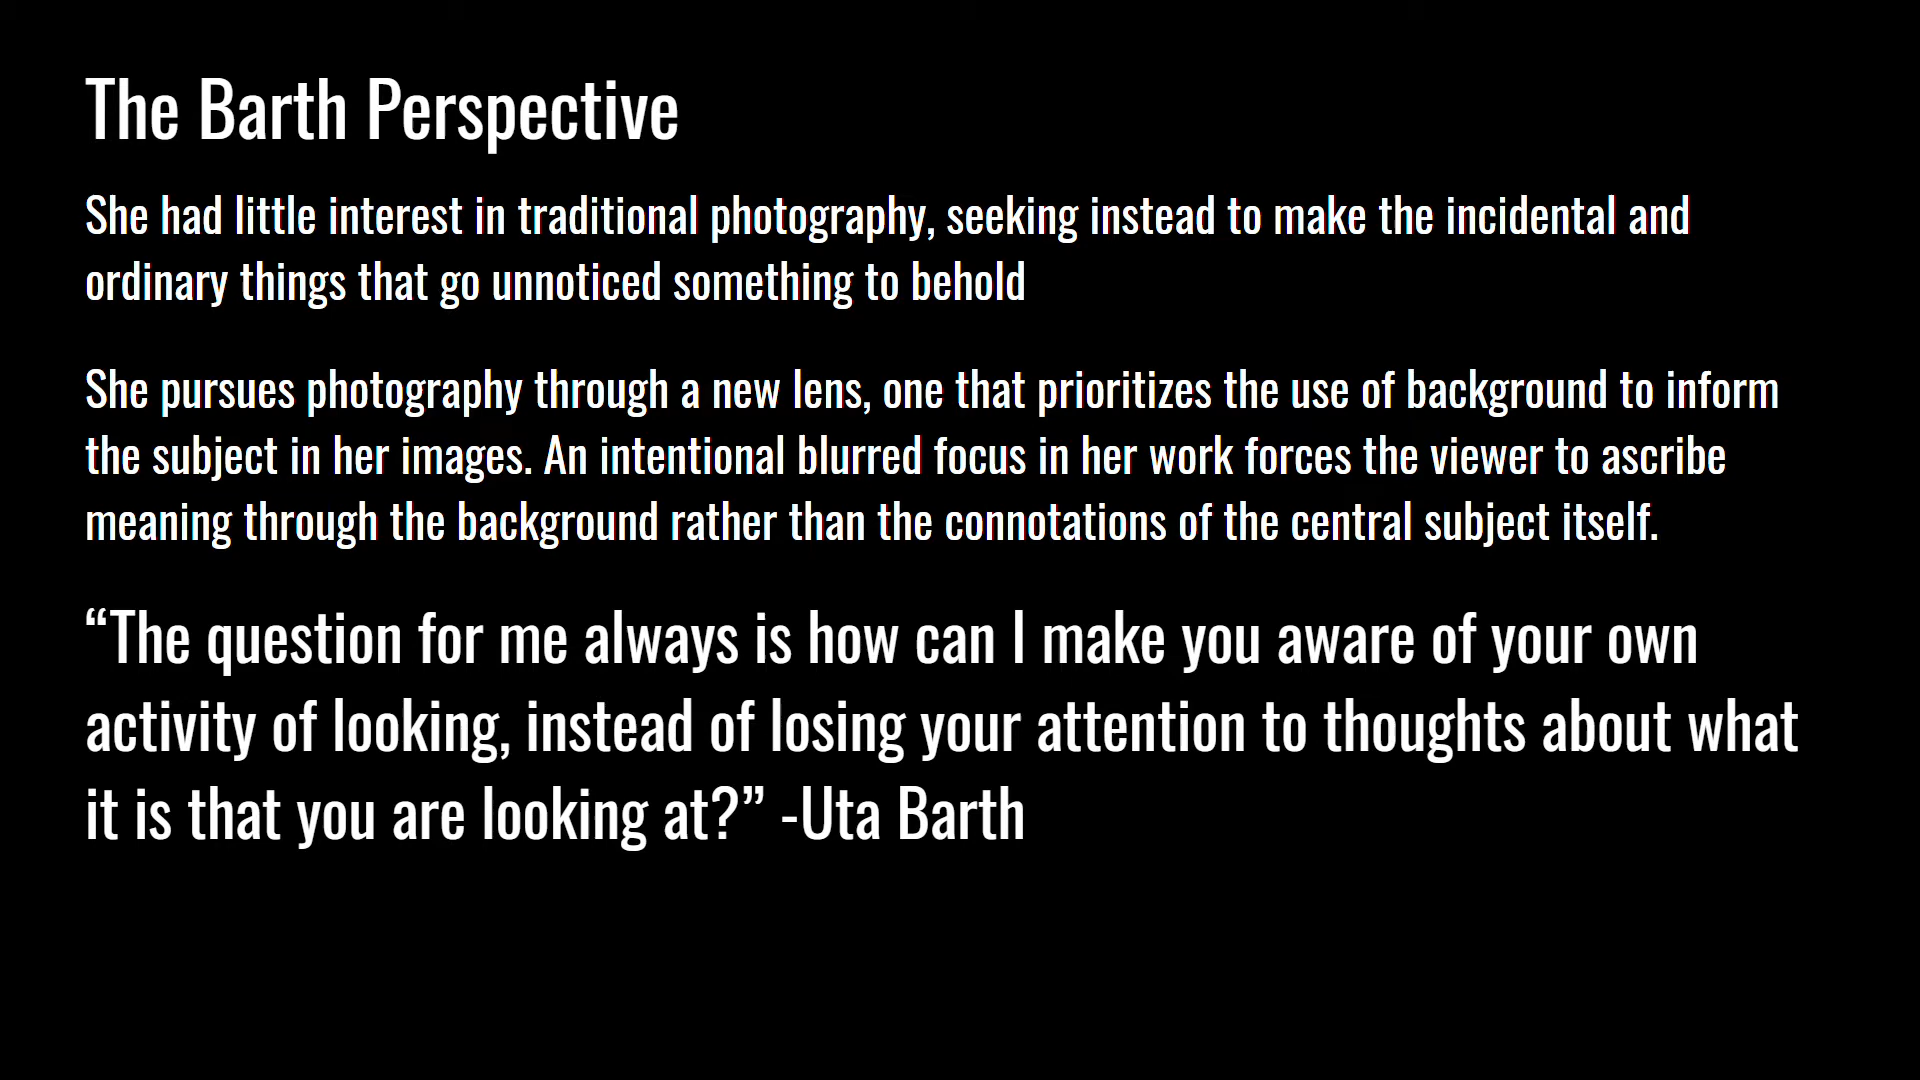 The Barth Perspective
She had little interest in traditional photography, seeking instead to make the incidental and
ordinary things that go unnoticed something to behold
She pursues photography through a new lens, one that prioritizes the use of background to inform
the subject in her images. An intentional blurred focus in her work forces the viewer to ascribe
meaning through the background rather than the connotations of the central subject itself.
“The question for me always is how can I make you aware of your own
activity of looking, instead of losing your attention to thoughts about what
it is that you are looking at?” -Uta Barth